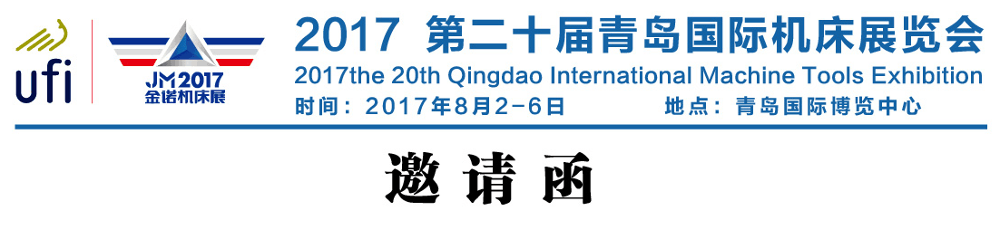 ufi
JM 2017
金诺机床展
2017 第二十届青岛国际机床展览会
2017the 20th Qingdao International Machine Tools Exhibition
时间：2017年8月2-6日 地点：青岛国际博览中心
邀请函